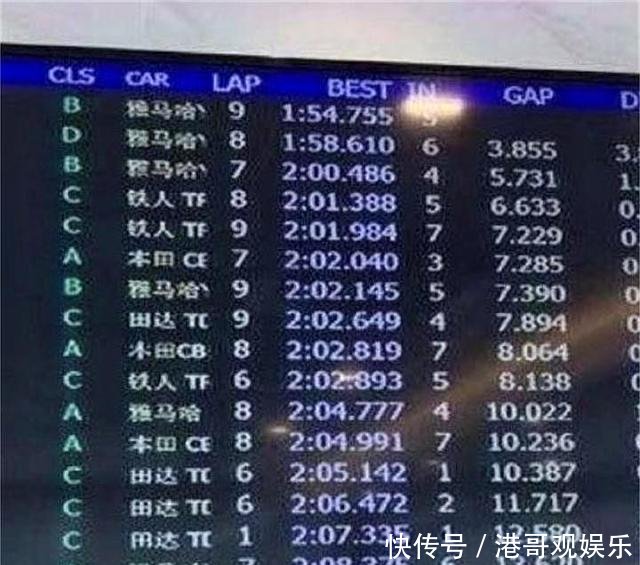 CLS CAR LAP BEST IN GAP D
B 雅马哈 9 1:54.755
D 雅马哈 8 1:58.610 6 3.855 3.
B 雅马哈 7 2:00.486 4 5.731 1
C 铁人 TF 8 2:01.388 5 6.633 0
C 铁人 TF 9 2:01.984 7 7.229 0
A 本田 CE 7 2:02.040 3 7.285 0
B 雅马哈 9 2:02.145 5 7.390 0
C 田达 TD 9 2:02.649 4 7.894 0
A 本田CB 8 2:02.819 7 8.064 0
C 铁人 TF 6 2:02.893 5 8.138 0
A 雅马哈 8 2:04.777 4 10.022
A 本田 CE 8 2:04.991 7 10.236
C 田达 TD 6 2:05.142 1 10.387
C 田达 TD 6 2:06.472 2 11.717
C 田达 TD 1 2:07.335 1 12.580
快传号 / 港哥观娱乐